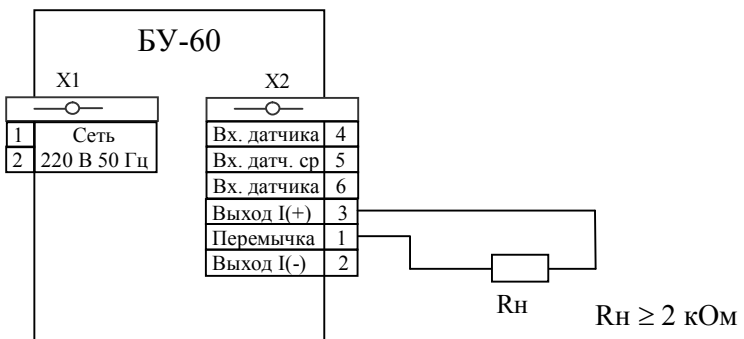 БУ-60
X1
X2
1 Сеть
2 220 В 50 Гц
Вх. датчика 4
Вх. датч. ср 5
Вх. датчика 6
Выход I(+) 3
Перемычка 1
Выход I(-) 2
Rн
Rн ≥ 2 кОм